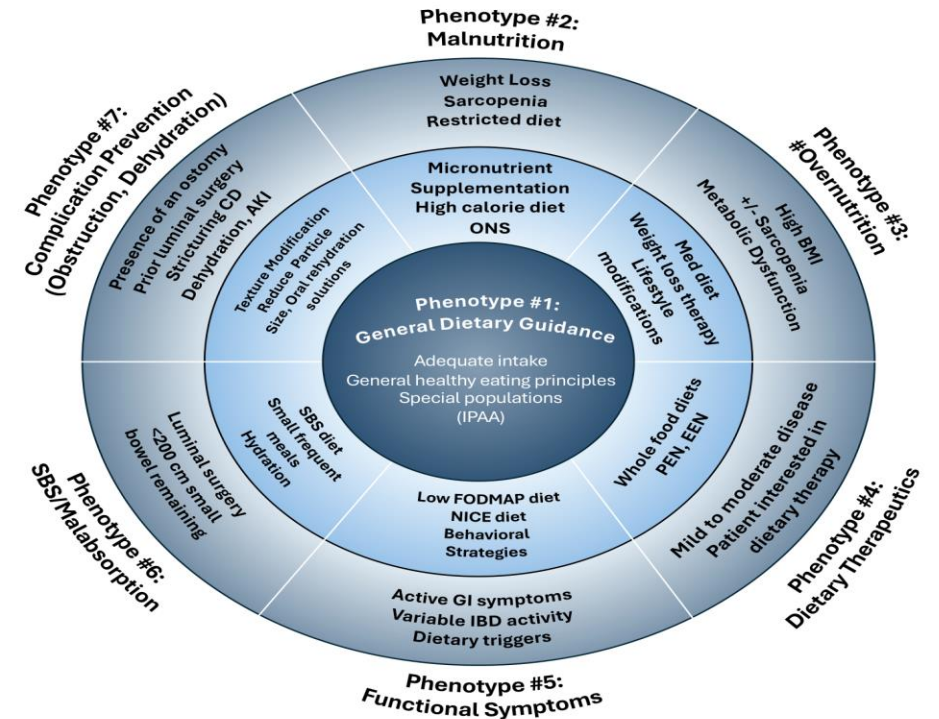 Phenotype #2:
Malnutrition
Weight Loss
Sarcopenia
Restricted diet
Micronutrient
Supplementation
High calorie diet
ONS
Phenotype #3:
#Overnutrition
High BMI
+/- Sarcopenia
Metabolic Dysfunction
Med diet
Weight loss therapy
Lifestyle
modifications
Phenotype #7:
Complication Prevention
(Obstruction, Dehydration)
Presence of an ostomy
Prior luminal surgery
Stricturing CD
Dehydration, AKI
Texture Modification
Reduce Particle
Size, Oral rehydration
solutions
Phenotype #1:
General Dietary Guidance
Adequate intake
General healthy eating principles
Special populations
(IPAA)
Whole food diets
PEN, EEN
Mild to moderate disease
Patient interested in
dietary therapy
Phenotype #4:
Dietary Therapeutics
SBS diet
Small frequent
meals
Hydration
Luminal surgery
<200 cm small
bowel remaining
Phenotype #6:
SBS/Malabsorption
Low FODMAP diet
NICE diet
Behavioral
Strategies
Active GI symptoms
Variable IBD activity
Dietary triggers
Phenotype #5:
Functional Symptoms